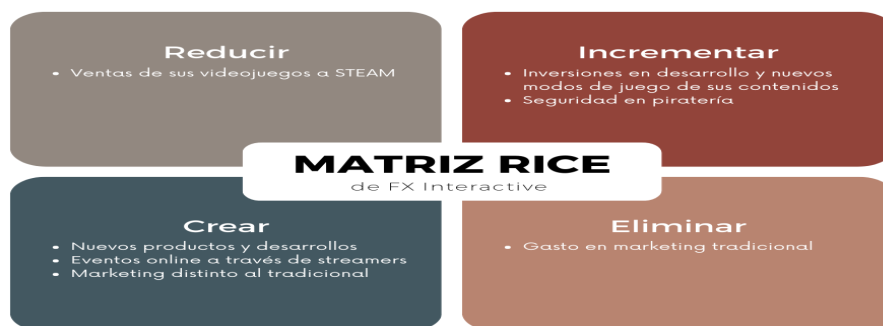 Reducir
• Ventas de sus videojuegos a STEAM
Incrementar
• Inversiones en desarrollo y nuevos
modos de juego de sus contenidos
• Seguridad en piratería
MATRIZ RICE
de FX Interactive
Crear
• Nuevos productos y desarrollos
• Eventos online a través de streamers
• Marketing distinto al tradicional
Eliminar
• Gasto en marketing tradicional